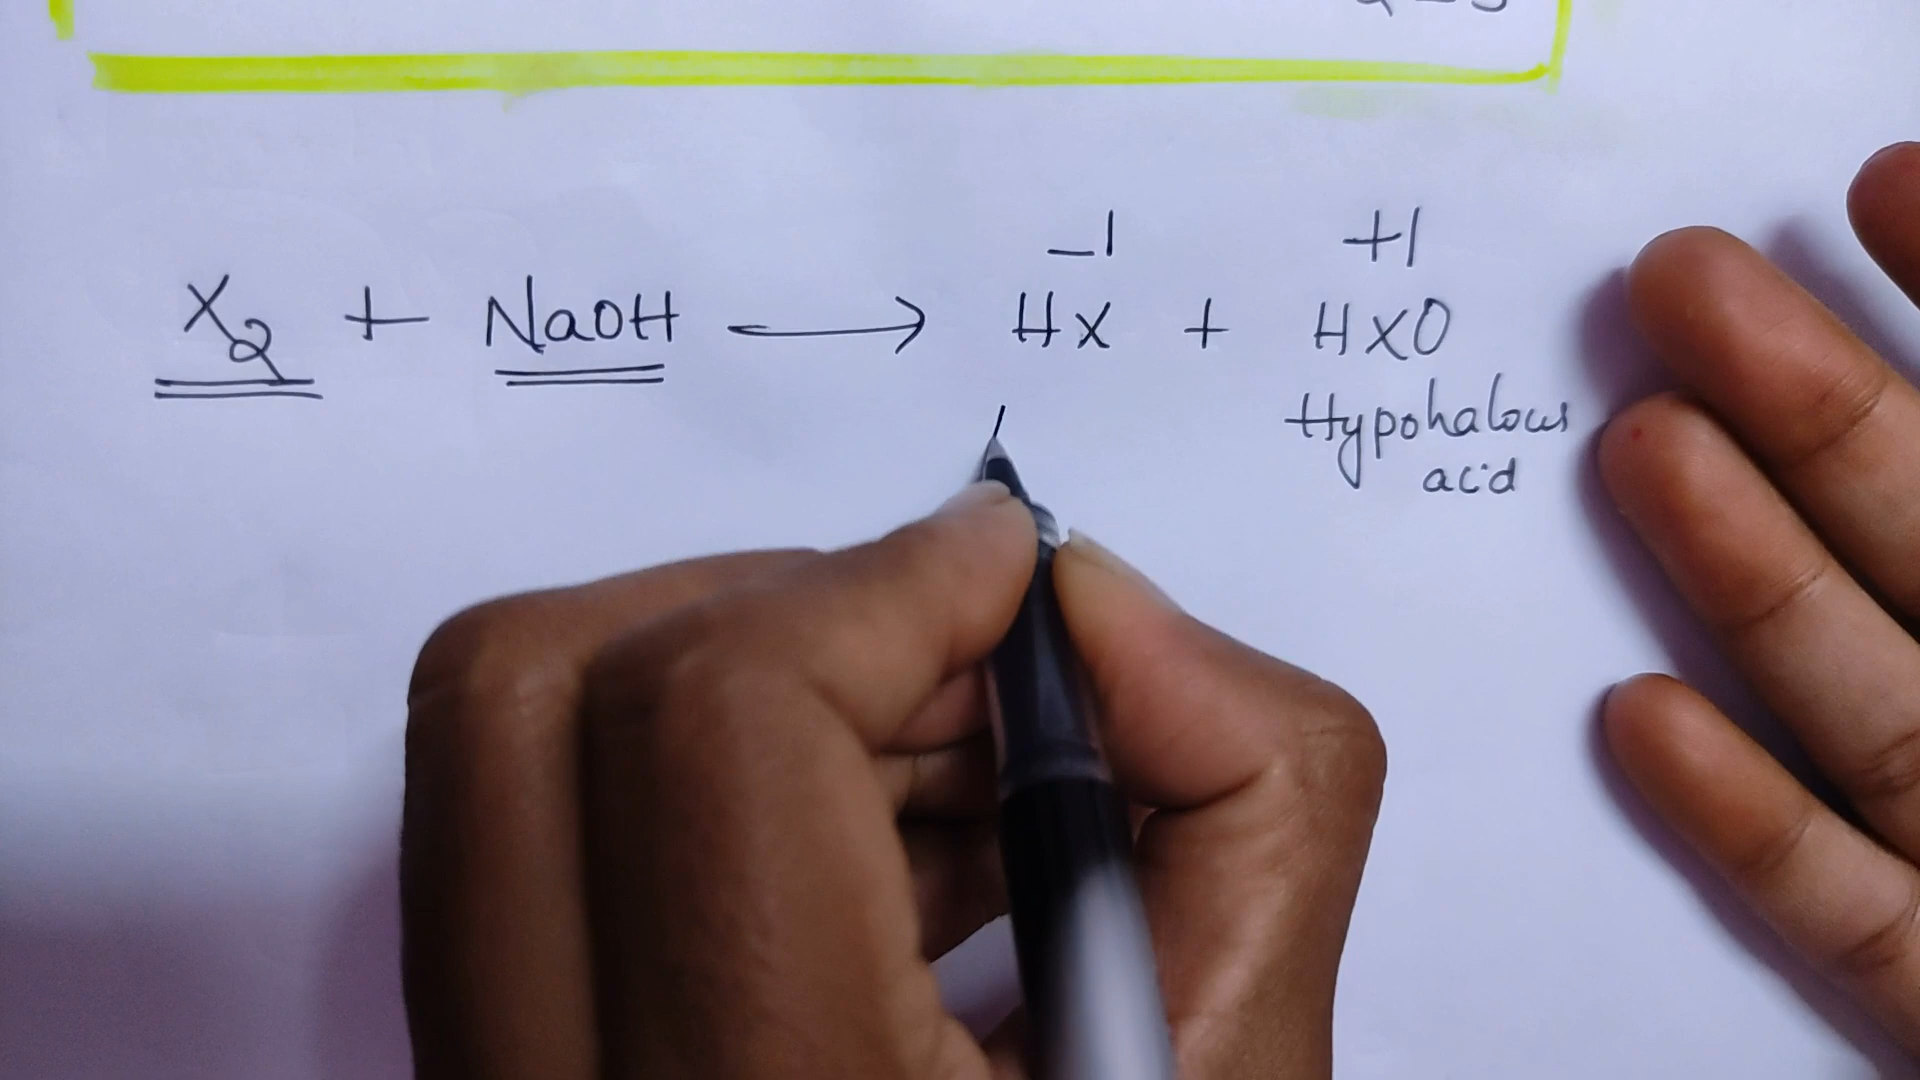 -1 +1
X2 + NaOH → HX + HXO
Hypohalous
acid